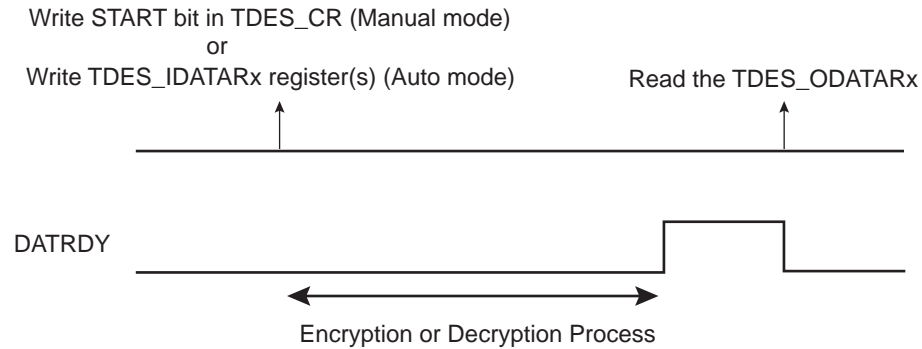 Write START bit in TDES_CR (Manual mode)
or
Write TDES_IDATARx register(s) (Auto mode)
Read the TDES_ODATARx
DATRDY
Encryption or Decryption Process